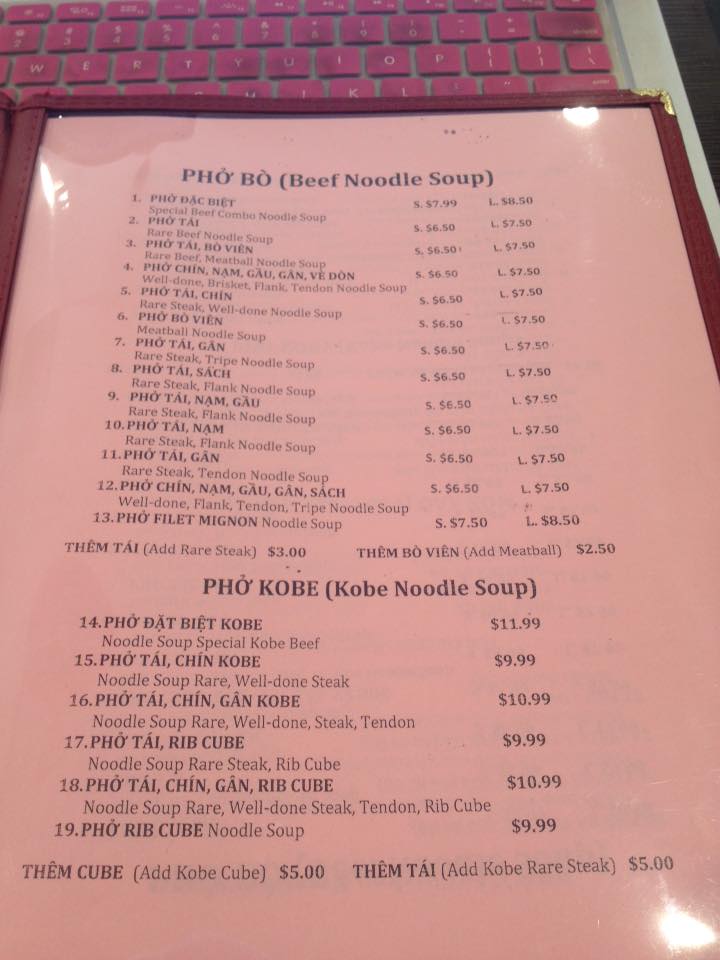 W E R T Y U I O P
K L
PHỞ BÒ (Beef Noodle Soup)
1. PHỞ ĐẶC BIỆT S. $7.99 L. $8.50
Special Beef Combo Noodle Soup
2. PHỞ TÁI S. $6.50 L. $7.50
Rare Beef Noodle Soup
3. PHỞ TÁI, BÒ VIÊN S. $6.50 L. $7.50
Rare Beef, Meatball Noodle Soup
4. PHỞ CHÍN, NẠM, GẦU, GÂN, VÈ DÒN S. $6.50 L. $7.50
Well-done, Brisket, Flank, Tendon Noodle Soup
5. PHỞ TÁI, CHÍN S. $6.50 L. $7.50
Rare Steak, Well-done Noodle Soup
6. PHỞ BÒ VIÊN S. $6.50 L. $7.50
Meatball Noodle Soup
7. PHỞ TÁI, GÂN S. $6.50 L. $7.50
Rare Steak, Tripe Noodle Soup
8. PHỞ TÁI, SÁCH S. $6.50 L. $7.50
Rare Steak, Flank Noodle Soup
9. PHỞ TÁI, NẠM, GẦU S. $6.50 L. $7.50
Rare Steak, Flank Noodle Soup
10. PHỞ TÁI, NẠM S. $6.50 L. $7.50
Rare Steak, Flank Noodle Soup
11. PHỞ TÁI, GÂN S. $6.50 L. $7.50
Rare Steak, Tendon Noodle Soup
12. PHỞ CHÍN, NẠM, GẦU, GÂN, SÁCH S. $6.50 L. $7.50
Well-done, Flank, Tendon, Tripe Noodle Soup
13. PHỞ FILET MIGNON Noodle Soup S. $7.50 L. $8.50
THÊM TÁI (Add Rare Steak) $3.00 THÊM BÒ VIÊN (Add Meatball) $2.50
PHỞ KOBE (Kobe Noodle Soup)
14. PHỞ ĐẶT BIỆT KOBE $11.99
Noodle Soup Special Kobe Beef
15. PHỞ TÁI, CHÍN KOBE $9.99
Noodle Soup Rare, Well-done Steak
16. PHỞ TÁI, CHÍN, GÂN KOBE $10.99
Noodle Soup Rare, Well-done, Steak, Tendon
17. PHỞ TÁI, RIB CUBE $9.99
Noodle Soup Rare Steak, Rib Cube
18. PHỞ TÁI, CHÍN, GÂN, RIB CUBE $10.99
Noodle Soup Rare, Well-done Steak, Tendon, Rib Cube
19. PHỞ RIB CUBE Noodle Soup $9.99
THÊM CUBE (Add Kobe Cube) $5.00 THÊM TÁI (Add Kobe Rare Steak) $5.00